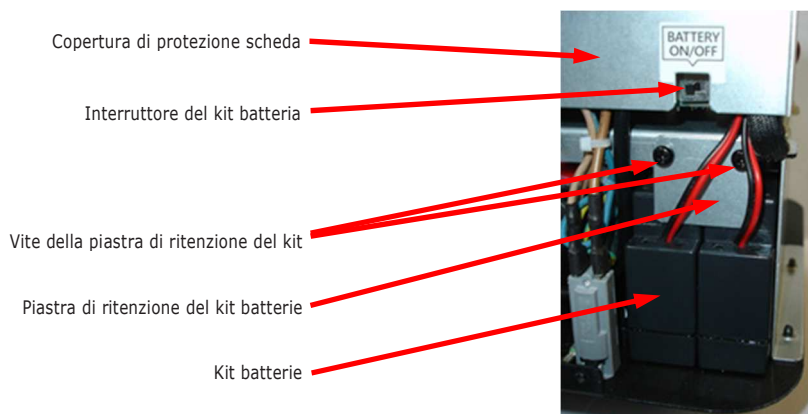 Copertura di protezione scheda
BATTERY
ON/OFF
Interruttore del kit batteria
Vite della piastra di ritenzione del kit
Piastra di ritenzione del kit batterie
Kit batterie